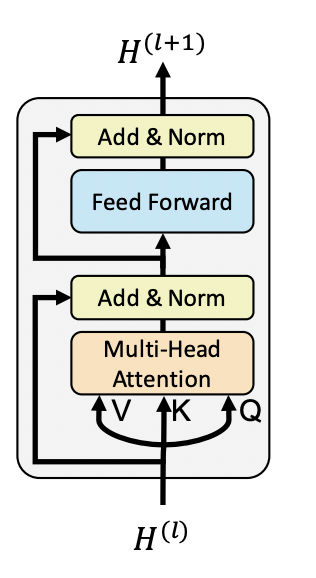 H^(l+1)
Add & Norm
Feed Forward
Add & Norm
Multi-Head
Attention
V K Q
H^(l)